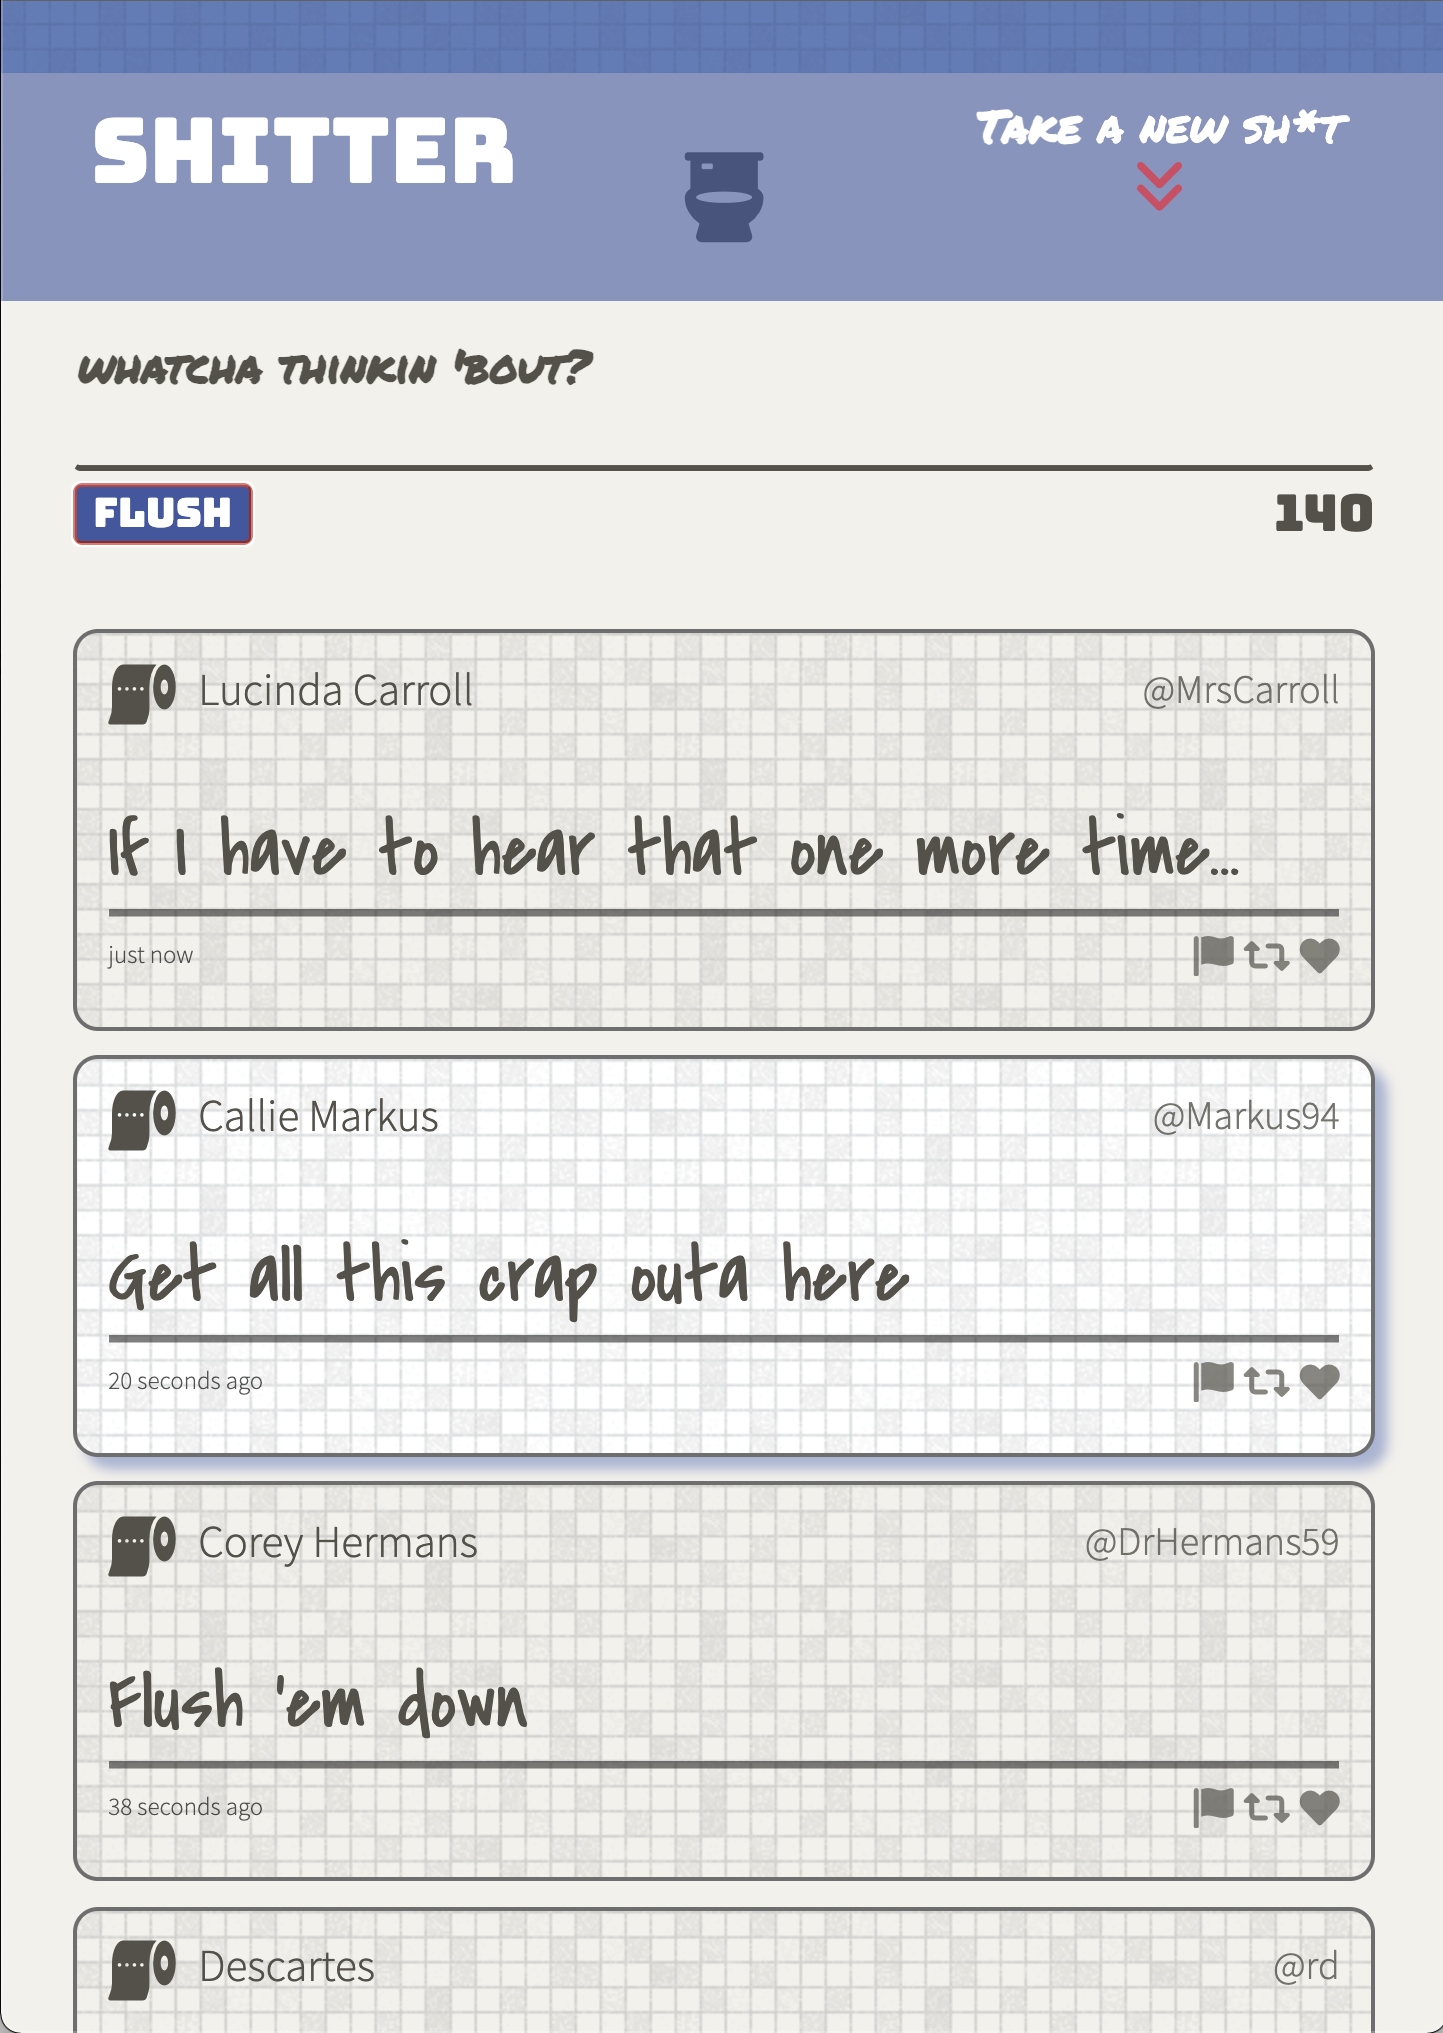 SHITTER
Take a new sh*t
whatcha thinkin 'bout?
FLUSH
140
Lucinda Carroll
@MrsCarroll
If I have to hear that one more time...
just now
Callie Markus
@Markus94
Get all this crap outa here
20 seconds ago
Corey Hermans
@DrHermans59
Flush 'em down
38 seconds ago
Descartes
@rd